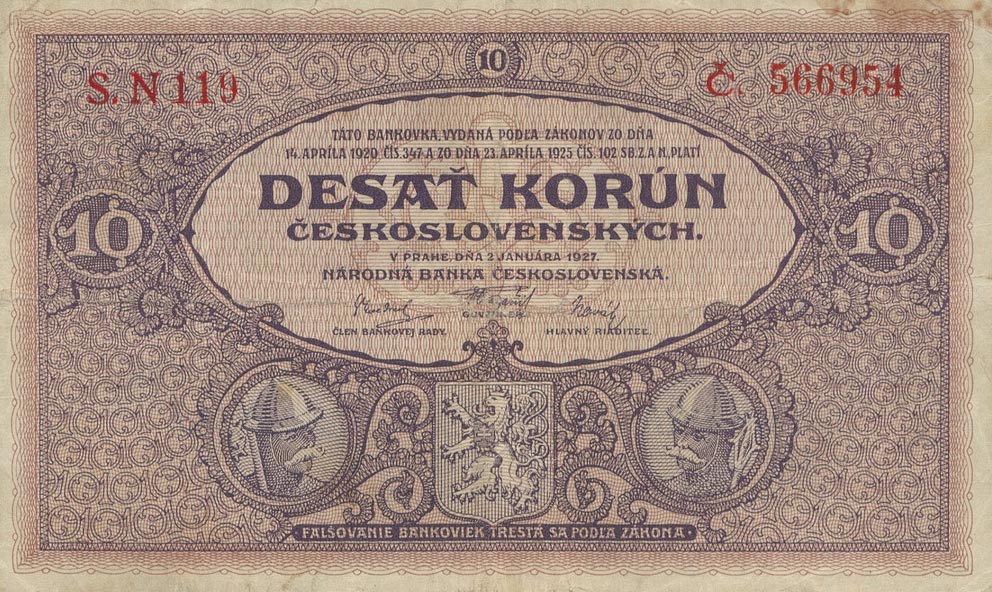 10
S. N 119
Č. 566954
TÁTO BANKOVKA, VYDANÁ PODĽA ZÁKONOV ZO DŇA
14. APRÍLA 1920 ČÍS. 347 A ZO DŇA 23. APRÍLA 1925 ČÍS. 102 SB. Z. A N. PLATÍ
DESAŤ KORÚN
ČESKOSLOVENSKÝCH.
10
10
V PRAHE, DŇA 2 JANUÁRA 1927.
NÁRODNÁ BANKA ČESKOSLOVENSKÁ.
ČLEN BANKOVEJ RADY.
HLAVNÝ RIADITEĽ.
FALŠOVANIE BANKOVIEK TRESTÁ SA PODĽA ZÁKONA